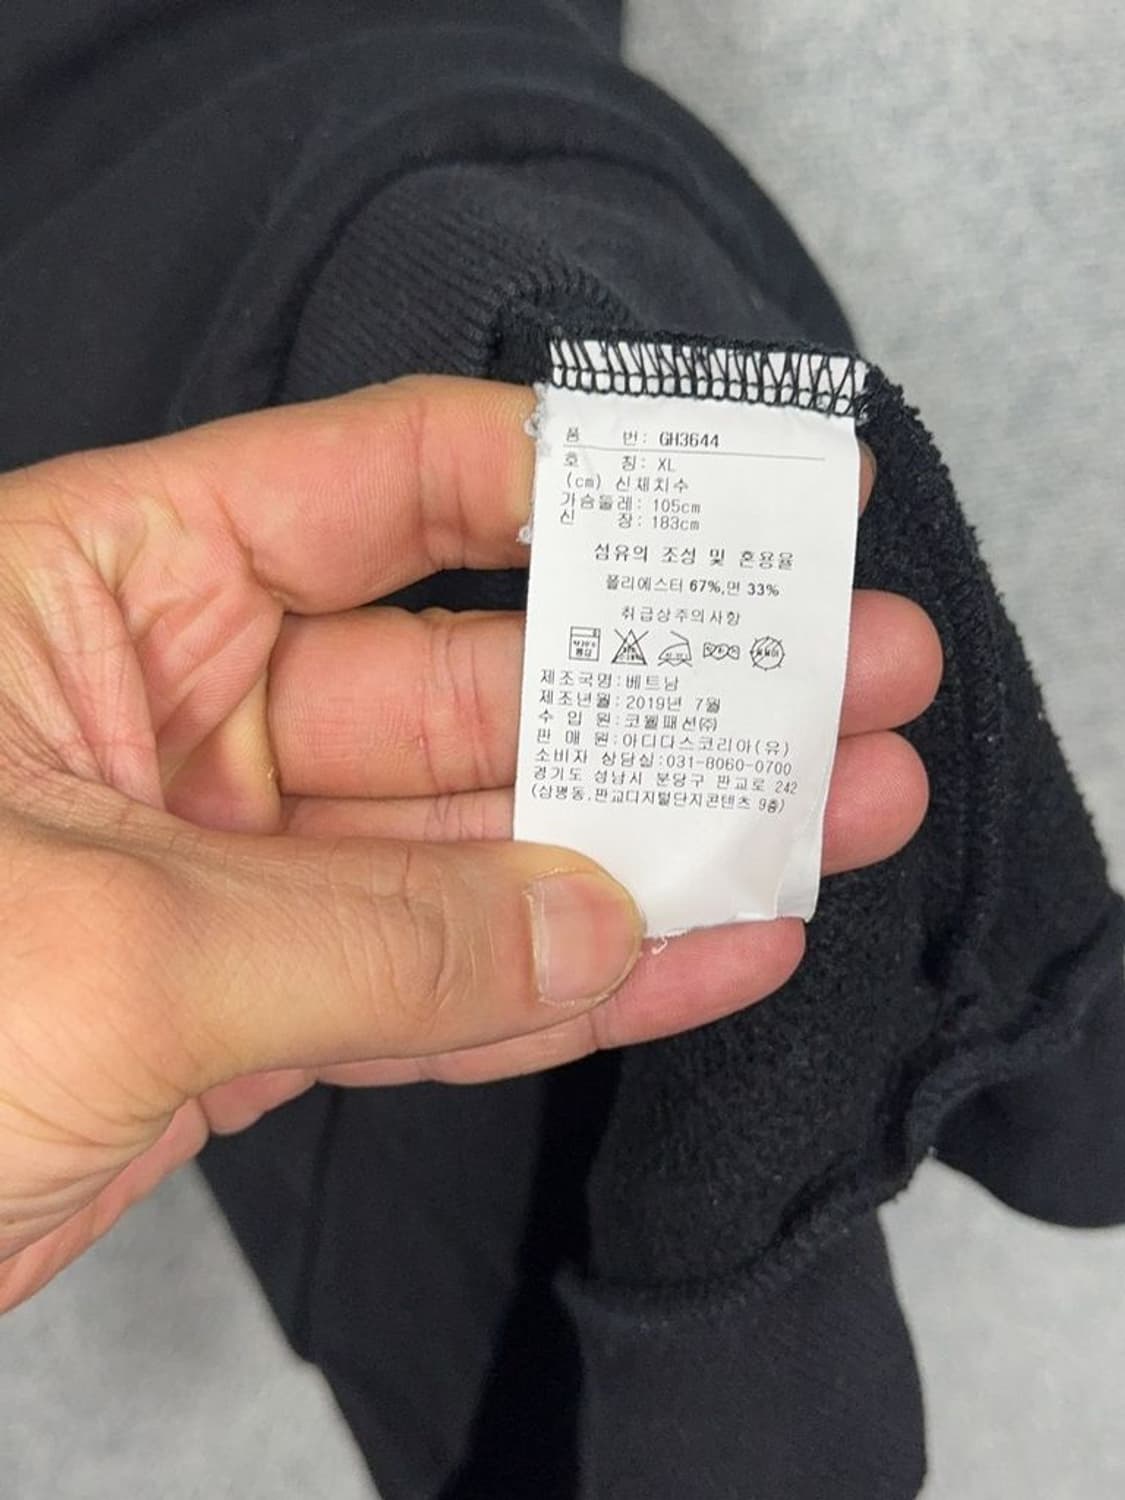 품 번: GH3644
호 칭: XL
(cm) 신체치수
가슴둘레: 105cm
신 장: 183cm
섬유의 조성 및 혼용율
폴리에스터 67%,면 33%
취급상주의사항
제조국명:베트남
제조년월:2019년 7월
수 입 원:코웰패션㈜
판 매 원:아디다스코리아(유)
소비자 상담실:031-8060-0700
경기도 성남시 분당구 판교로 242
(삼평동,판교디지털단지콘텐츠 9층)